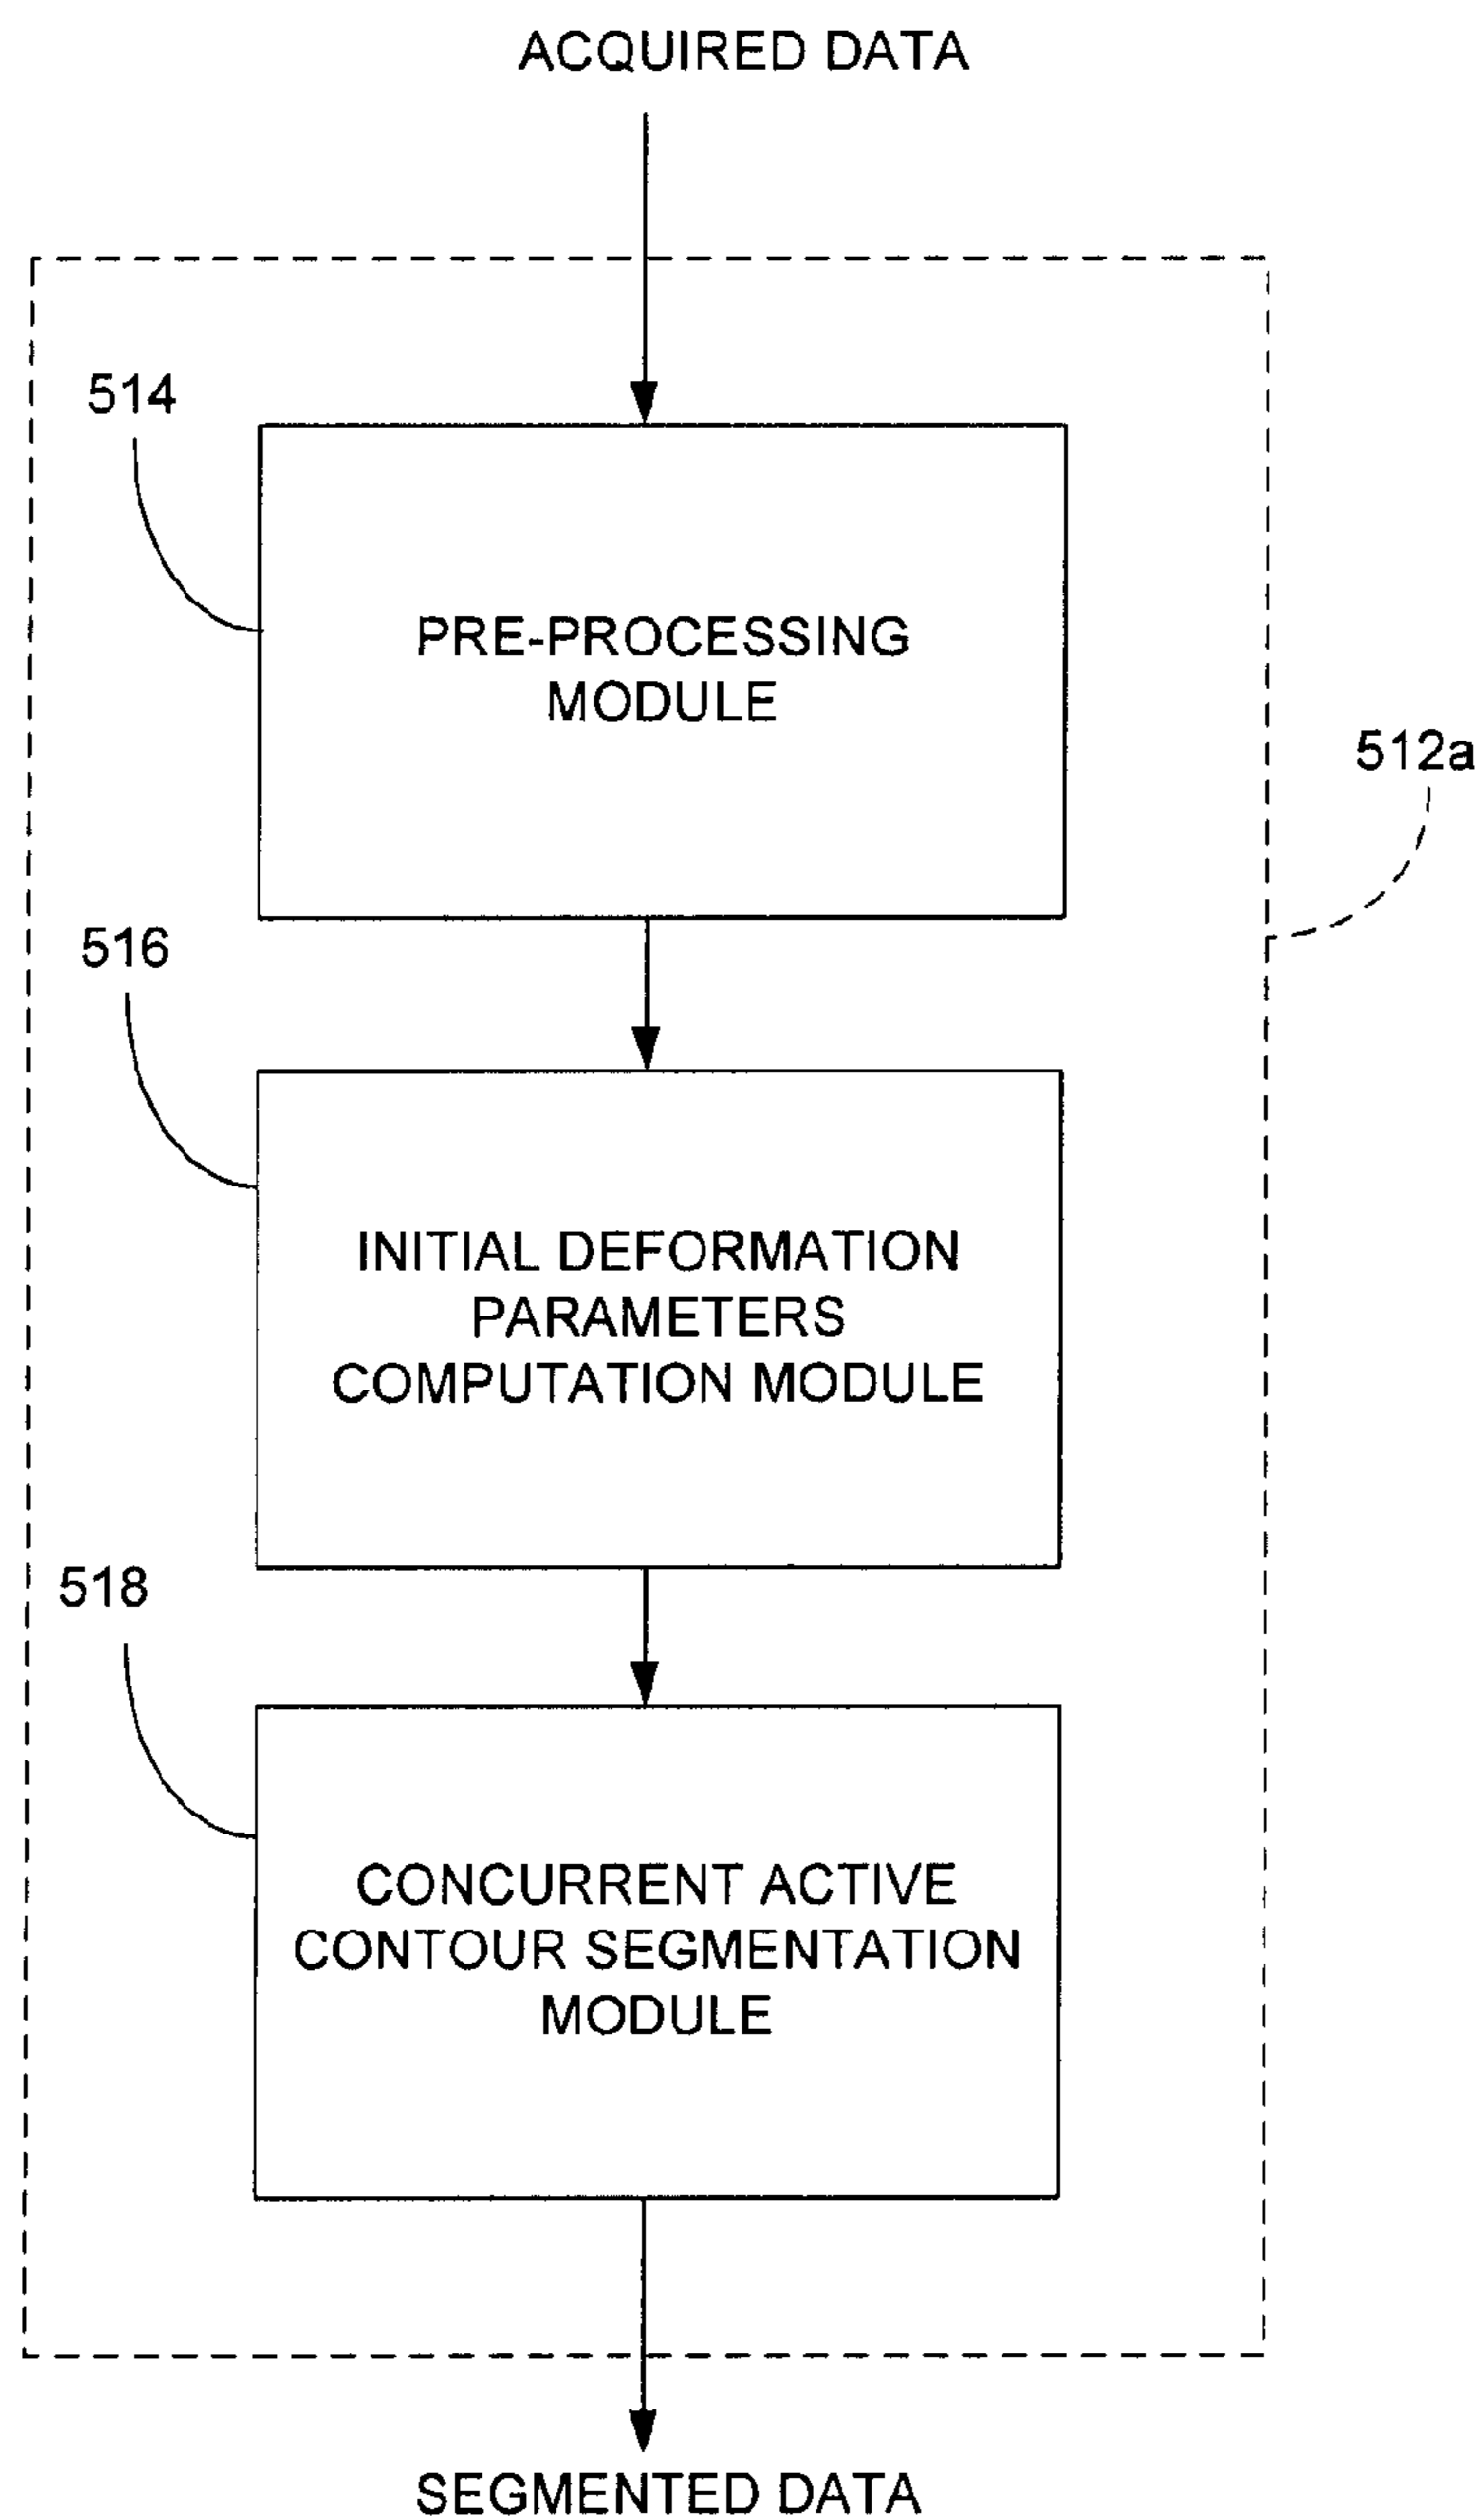 ACQUIRED DATA
514
PRE-PROCESSING
MODULE
512a
516
INITIAL DEFORMATION
PARAMETERS
COMPUTATION MODULE
518
CONCURRENT ACTIVE
CONTOUR SEGMENTATION
MODULE
SEGMENTED DATA